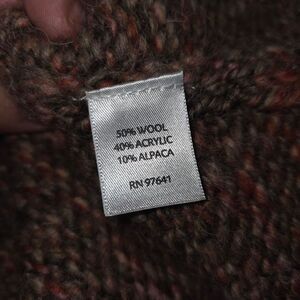 50% WOOL
40% ACRYLIC
10% ALPACA
RN 97641